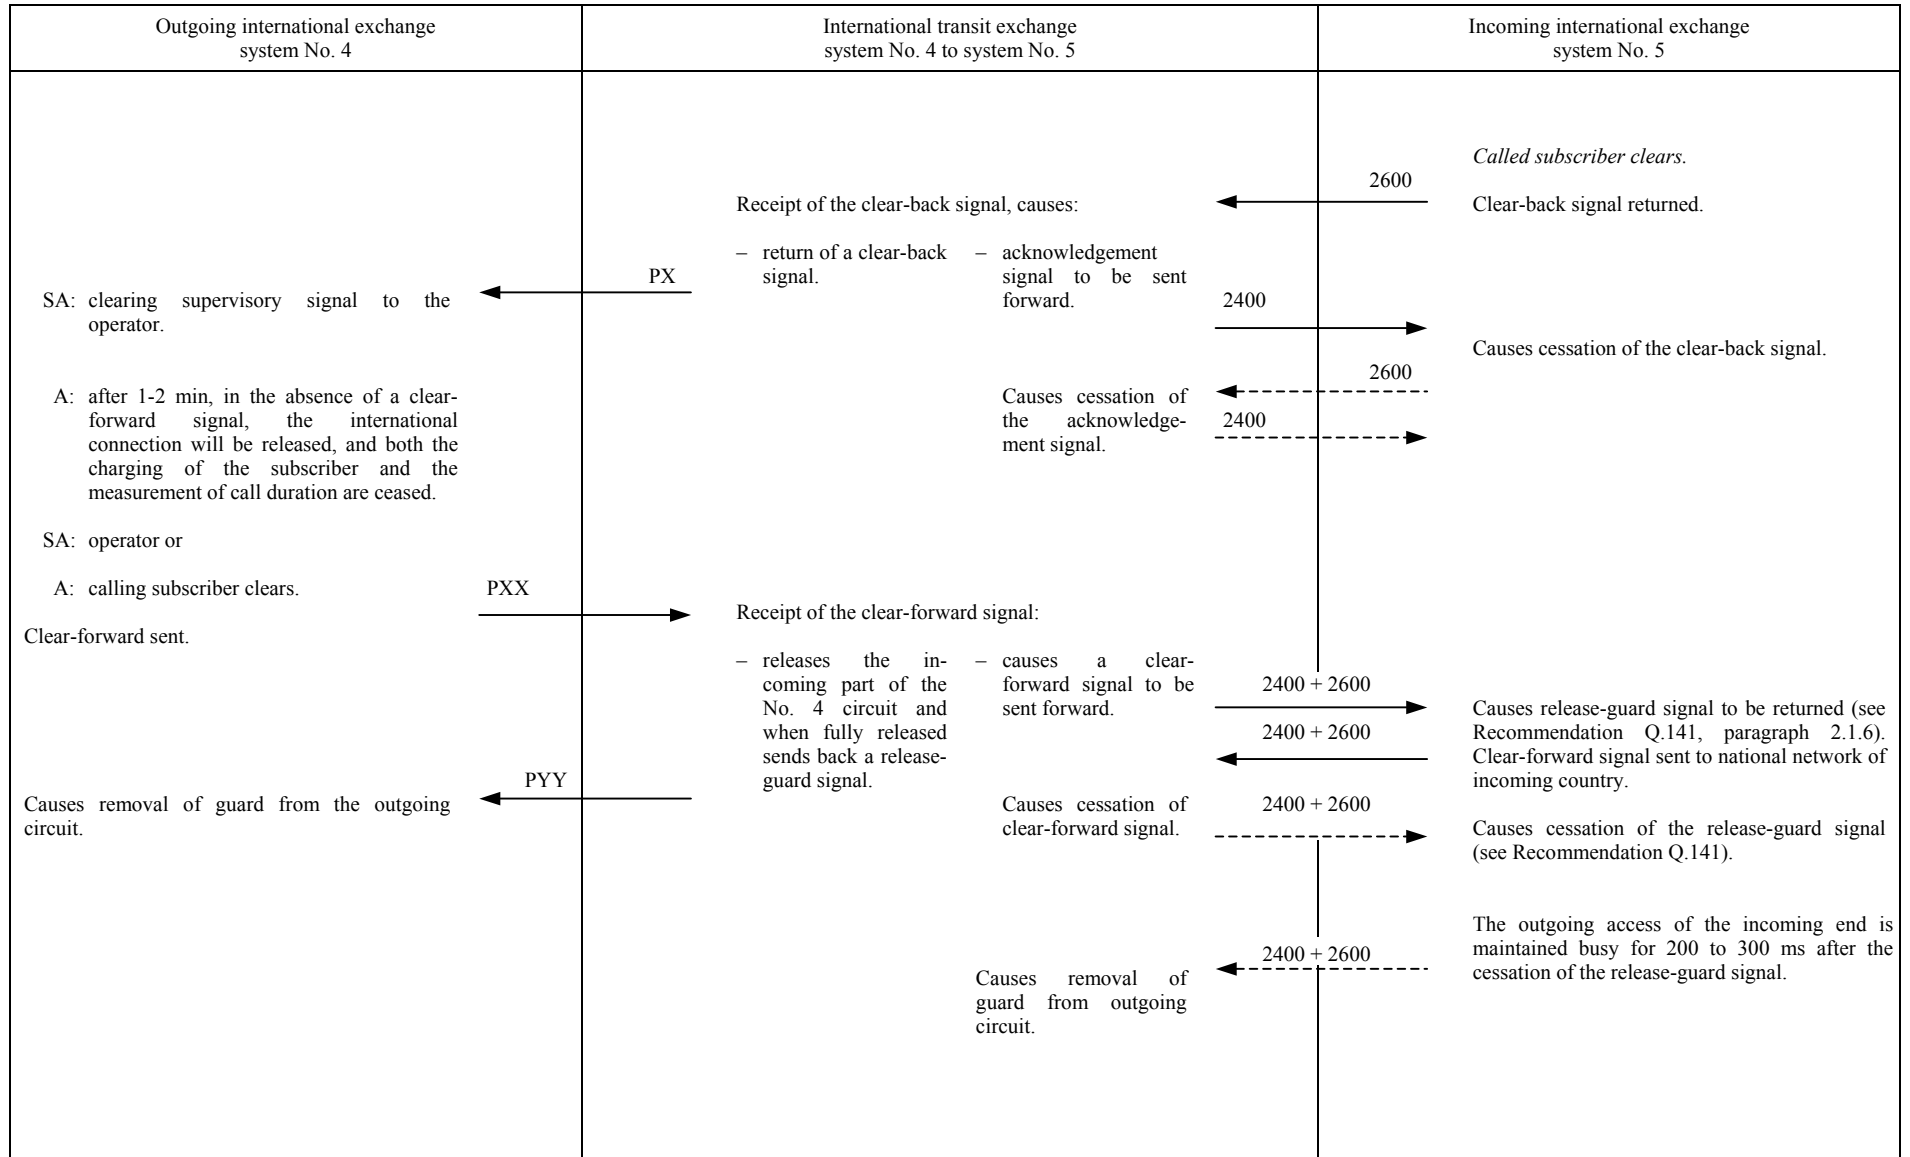 Outgoing international exchange
system No. 4
International transit exchange
system No. 4 to system No. 5
Incoming international exchange
system No. 5
Called subscriber clears.
2600
Receipt of the clear-back signal, causes:
Clear-back signal returned.
– return of a clear-back
signal.
– acknowledgement
signal to be sent
forward.
PX
SA: clearing supervisory signal to the
operator.
2400
Causes cessation of the clear-back signal.
2600
A: after 1-2 min, in the absence of a clear-
forward signal, the international
connection will be released, and both the
charging of the subscriber and the
measurement of call duration are ceased.
Causes cessation of
the acknowledge-
ment signal.
2400
SA: operator or
A: calling subscriber clears.
PXX
Clear-forward sent.
Receipt of the clear-forward signal:
– releases the in-
coming part of the
No. 4 circuit and
when fully released
sends back a release-
guard signal.
– causes a clear-
forward signal to be
sent forward.
2400 + 2600
2400 + 2600
Causes release-guard signal to be returned (see
Recommendation Q.141, paragraph 2.1.6).
Clear-forward signal sent to national network of
incoming country.
PYY
Causes removal of guard from the outgoing
circuit.
Causes cessation of
clear-forward signal.
2400 + 2600
Causes cessation of the release-guard signal
(see Recommendation Q.141).
The outgoing access of the incoming end is
maintained busy for 200 to 300 ms after the
cessation of the release-guard signal.
2400 + 2600
Causes removal of
guard from outgoing
circuit.